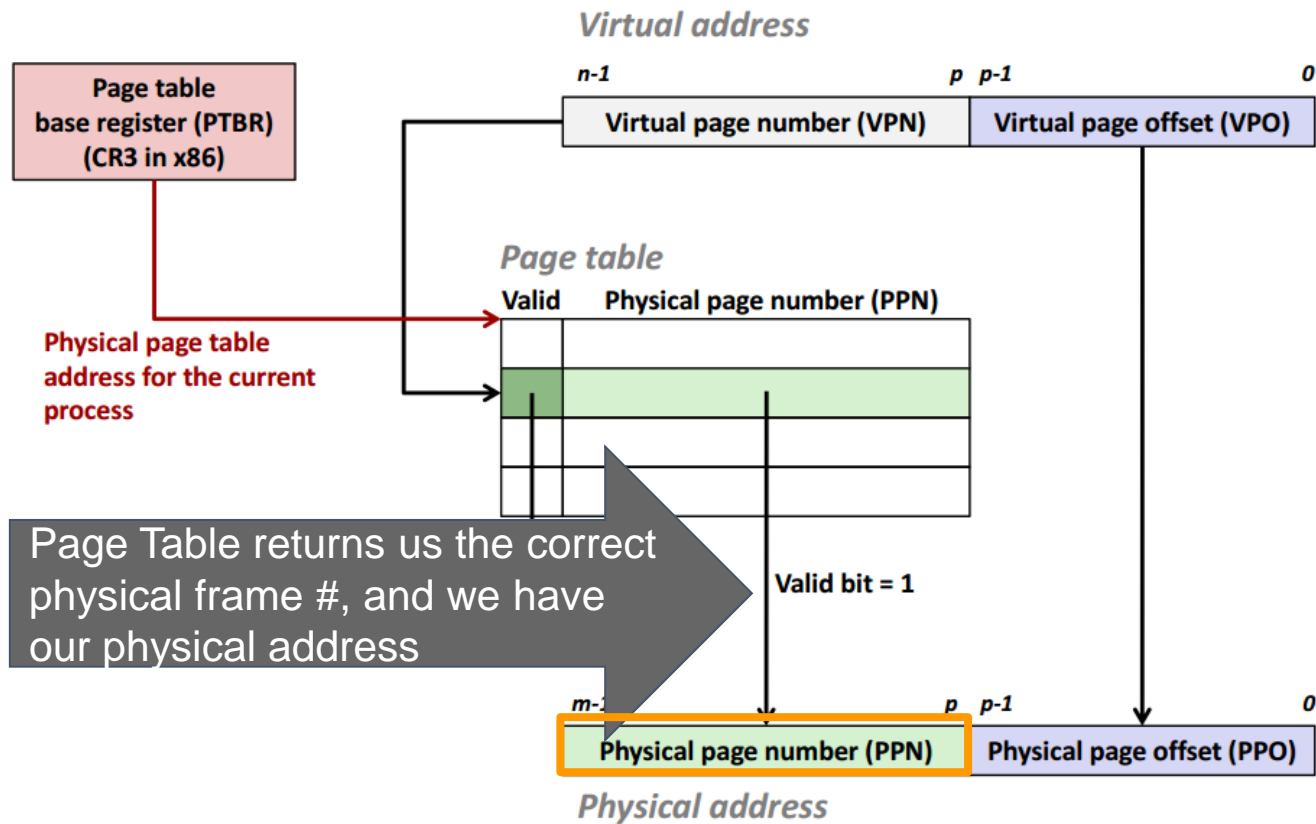 Virtual address
n-1 p p-1 0
Page table
base register (PTBR)
(CR3 in x86)
Virtual page number (VPN) Virtual page offset (VPO)
Page table
Valid Physical page number (PPN)
Physical page table
address for the current
process
Page Table returns us the correct
physical frame #, and we have
our physical address
Valid bit = 1
p p-1 0
Physical page number (PPN) Physical page offset (PPO)
Physical address